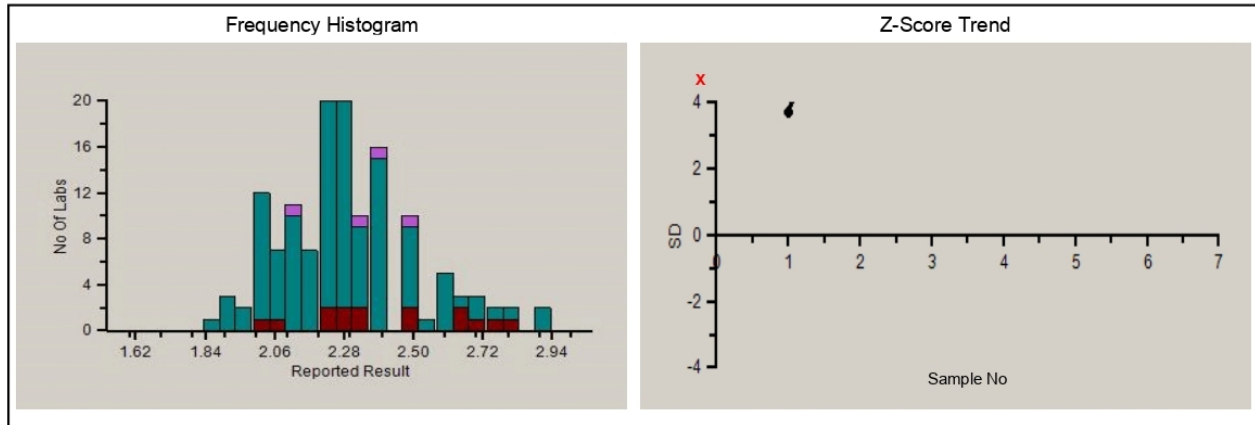 Frequency Histogram
20
16
12
8
4
0
No Of Labs
1.62 1.84 2.06 2.28 2.50 2.72 2.94
Reported Result
Z-Score Trend
X
4
2
0
-2
-4
SD
0 1 2 3 4 5 6 7
Sample No